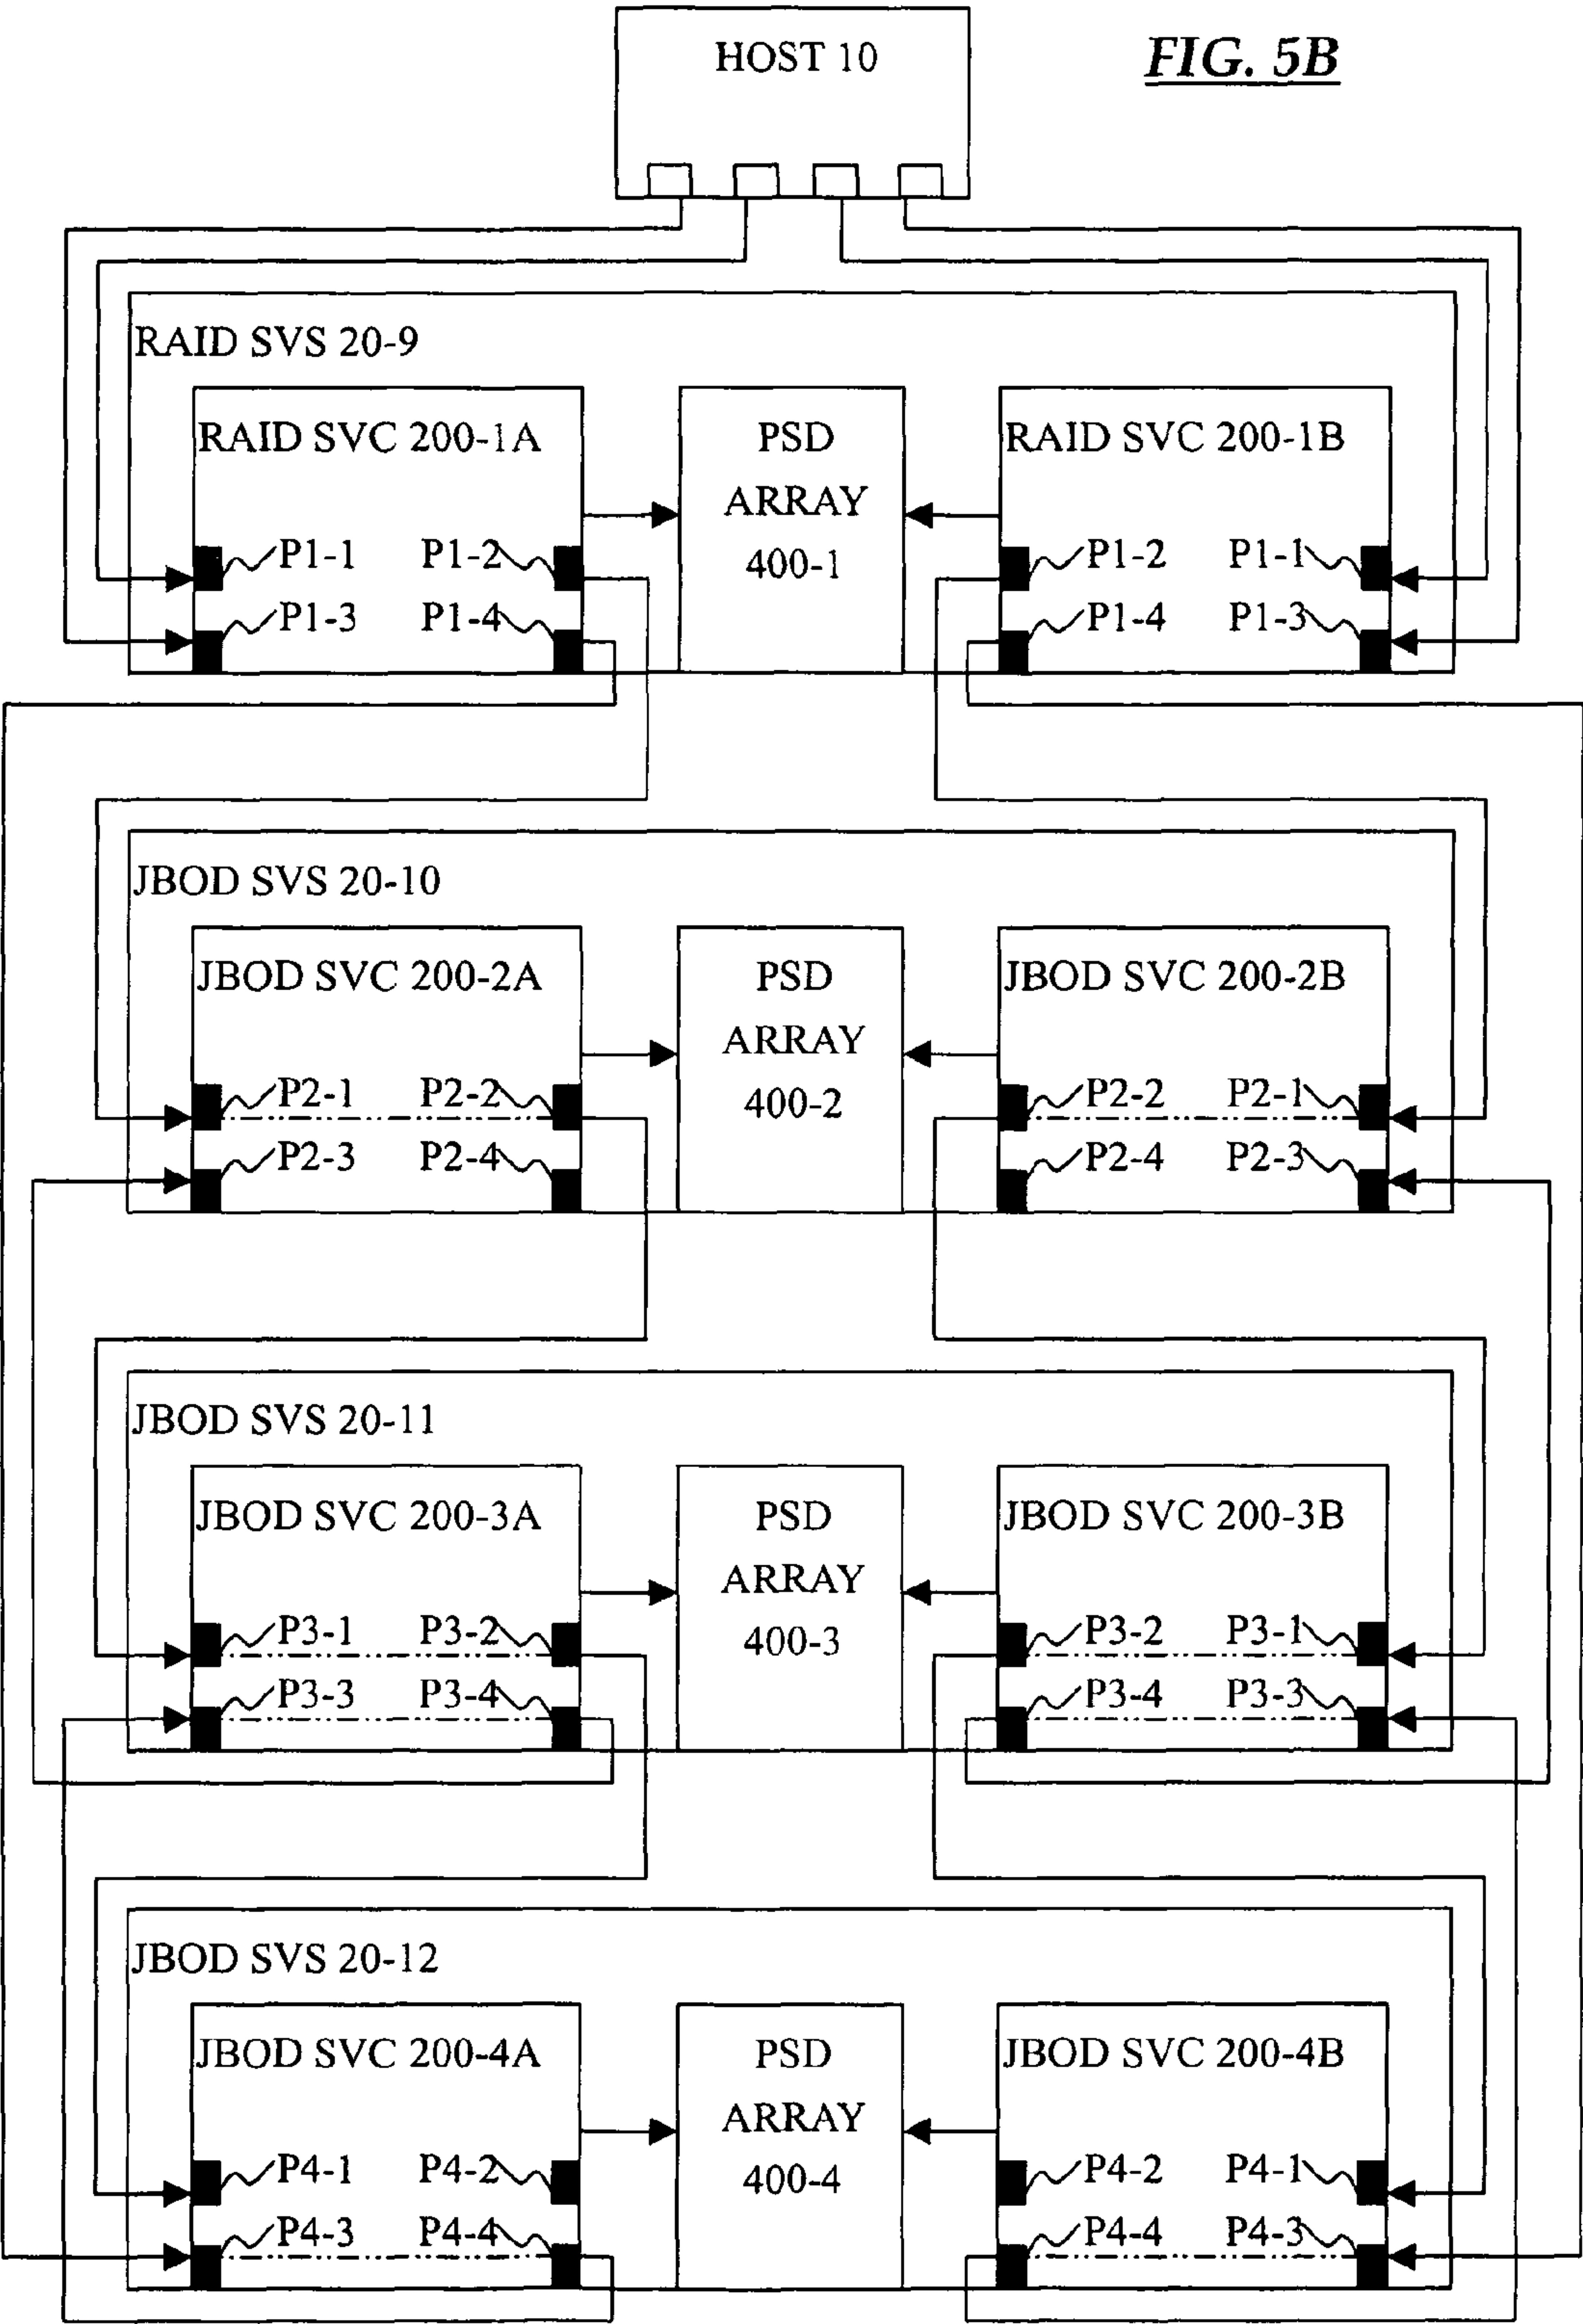 HOST 10
FIG. 5B
RAID SVS 20-9
RAID SVC 200-1A
PSD
ARRAY
400-1
RAID SVC 200-1B
P1-1
P1-2
P1-2
P1-1
P1-3
P1-4
P1-4
P1-3
JBOD SVS 20-10
JBOD SVC 200-2A
PSD
ARRAY
400-2
JBOD SVC 200-2B
P2-1
P2-2
P2-2
P2-1
P2-3
P2-4
P2-4
P2-3
JBOD SVS 20-11
JBOD SVC 200-3A
PSD
ARRAY
400-3
JBOD SVC 200-3B
P3-1
P3-2
P3-2
P3-1
P3-3
P3-4
P3-4
P3-3
JBOD SVS 20-12
JBOD SVC 200-4A
PSD
ARRAY
400-4
JBOD SVC 200-4B
P4-1
P4-2
P4-2
P4-1
P4-3
P4-4
P4-4
P4-3